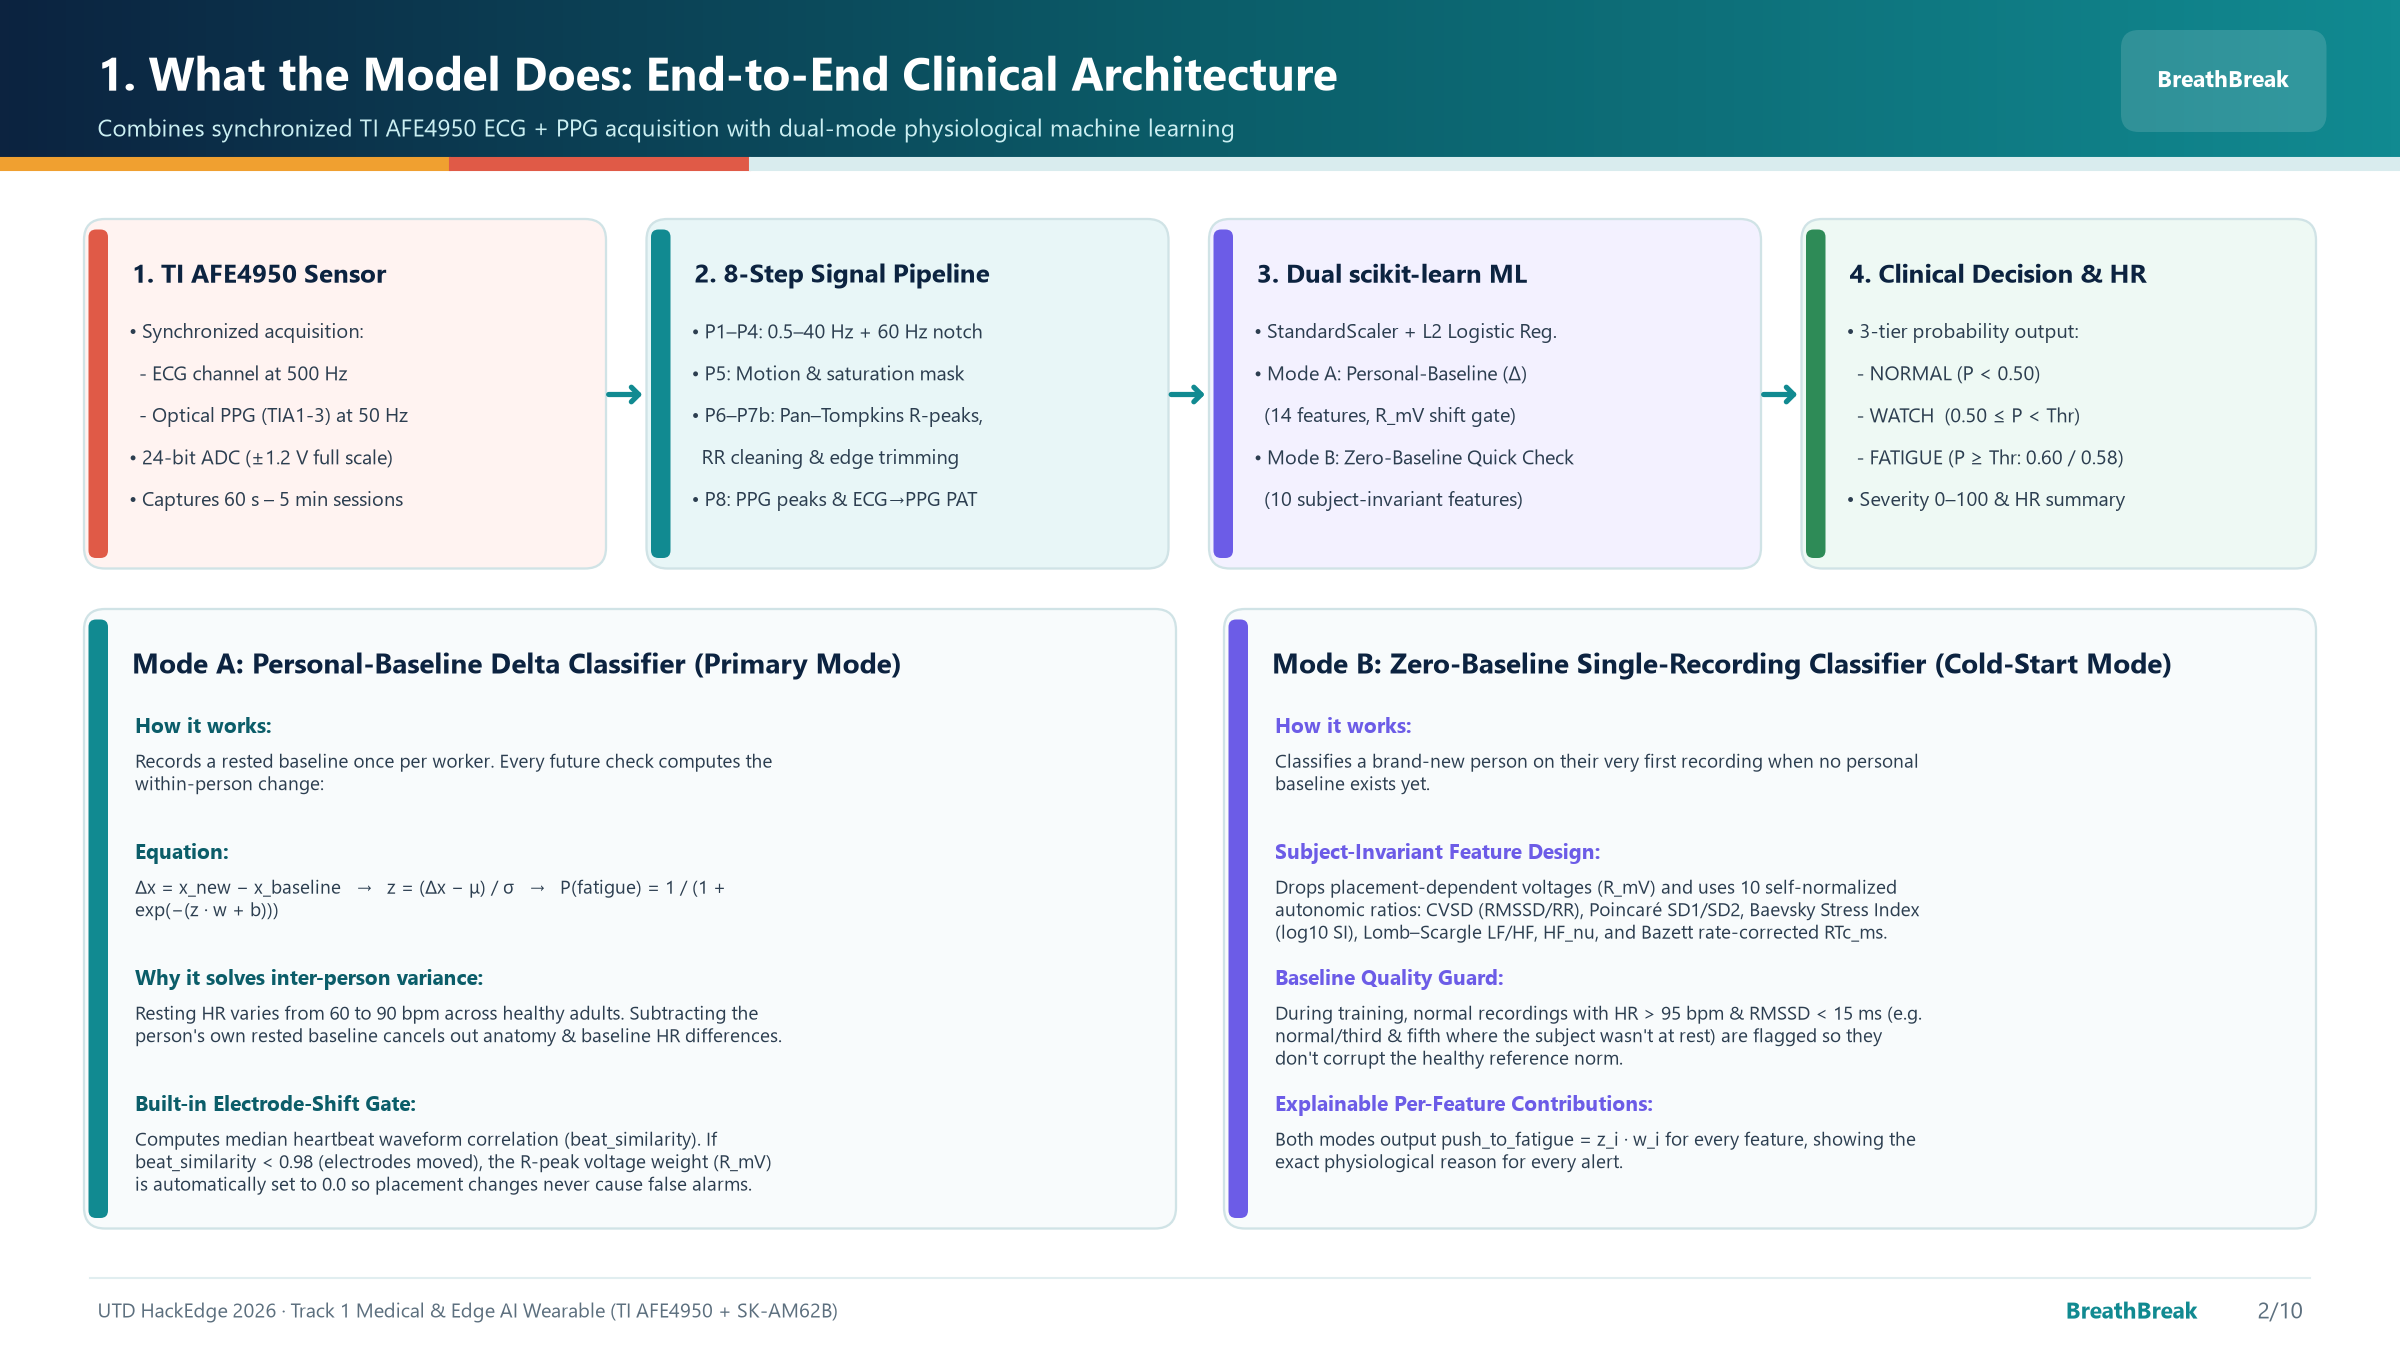 1. What the Model Does: End-to-End Clinical Architecture
Combines synchronized TI AFE4950 ECG + PPG acquisition with dual-mode physiological machine learning
BreathBreak
1. TI AFE4950 Sensor
• Synchronized acquisition:
- ECG channel at 500 Hz
- Optical PPG (TIA1-3) at 50 Hz
• 24-bit ADC (±1.2 V full scale)
• Captures 60 s – 5 min sessions
→
2. 8-Step Signal Pipeline
• P1–P4: 0.5–40 Hz + 60 Hz notch
• P5: Motion & saturation mask
• P6–P7b: Pan–Tompkins R-peaks,
RR cleaning & edge trimming
• P8: PPG peaks & ECG→PPG PAT
→
3. Dual scikit-learn ML
• StandardScaler + L2 Logistic Reg.
• Mode A: Personal-Baseline (Δ)
(14 features, R_mV shift gate)
• Mode B: Zero-Baseline Quick Check
(10 subject-invariant features)
→
4. Clinical Decision & HR
• 3-tier probability output:
- NORMAL (P < 0.50)
- WATCH (0.50 ≤ P < Thr)
- FATIGUE (P ≥ Thr: 0.60 / 0.58)
• Severity 0–100 & HR summary
Mode A: Personal-Baseline Delta Classifier (Primary Mode)
How it works:
Records a rested baseline once per worker. Every future check computes the
within-person change:
Equation:
Δx = x_new − x_baseline → z = (Δx − μ) / σ → P(fatigue) = 1 / (1 +
exp(−(z · w + b)))
Why it solves inter-person variance:
Resting HR varies from 60 to 90 bpm across healthy adults. Subtracting the
person's own rested baseline cancels out anatomy & baseline HR differences.
Built-in Electrode-Shift Gate:
Computes median heartbeat waveform correlation (beat_similarity). If
beat_similarity < 0.98 (electrodes moved), the R-peak voltage weight (R_mV)
is automatically set to 0.0 so placement changes never cause false alarms.
Mode B: Zero-Baseline Single-Recording Classifier (Cold-Start Mode)
How it works:
Classifies a brand-new person on their very first recording when no personal
baseline exists yet.
Subject-Invariant Feature Design:
Drops placement-dependent voltages (R_mV) and uses 10 self-normalized
autonomic ratios: CVSD (RMSSD/RR), Poincaré SD1/SD2, Baevsky Stress Index
(log10 SI), Lomb–Scargle LF/HF, HF_nu, and Bazett rate-corrected RTc_ms.
Baseline Quality Guard:
During training, normal recordings with HR > 95 bpm & RMSSD < 15 ms (e.g.
normal/third & fifth where the subject wasn't at rest) are flagged so they
don't corrupt the healthy reference norm.
Explainable Per-Feature Contributions:
Both modes output push_to_fatigue = z_i · w_i for every feature, showing the
exact physiological reason for every alert.
UTD HackEdge 2026 · Track 1 Medical & Edge AI Wearable (TI AFE4950 + SK-AM62B)
BreathBreak
2/10